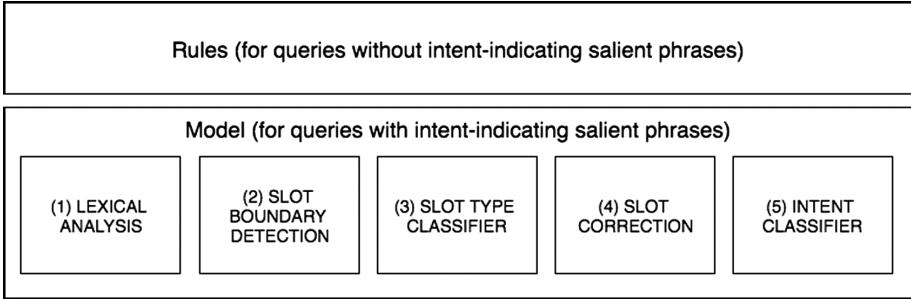 Rules (for queries without intent-indicating salient phrases)
Model (for queries with intent-indicating salient phrases)
(1) LEXICAL
ANALYSIS
(2) SLOT
BOUNDARY
DETECTION
(3) SLOT TYPE
CLASSIFIER
(4) SLOT
CORRECTION
(5) INTENT
CLASSIFIER